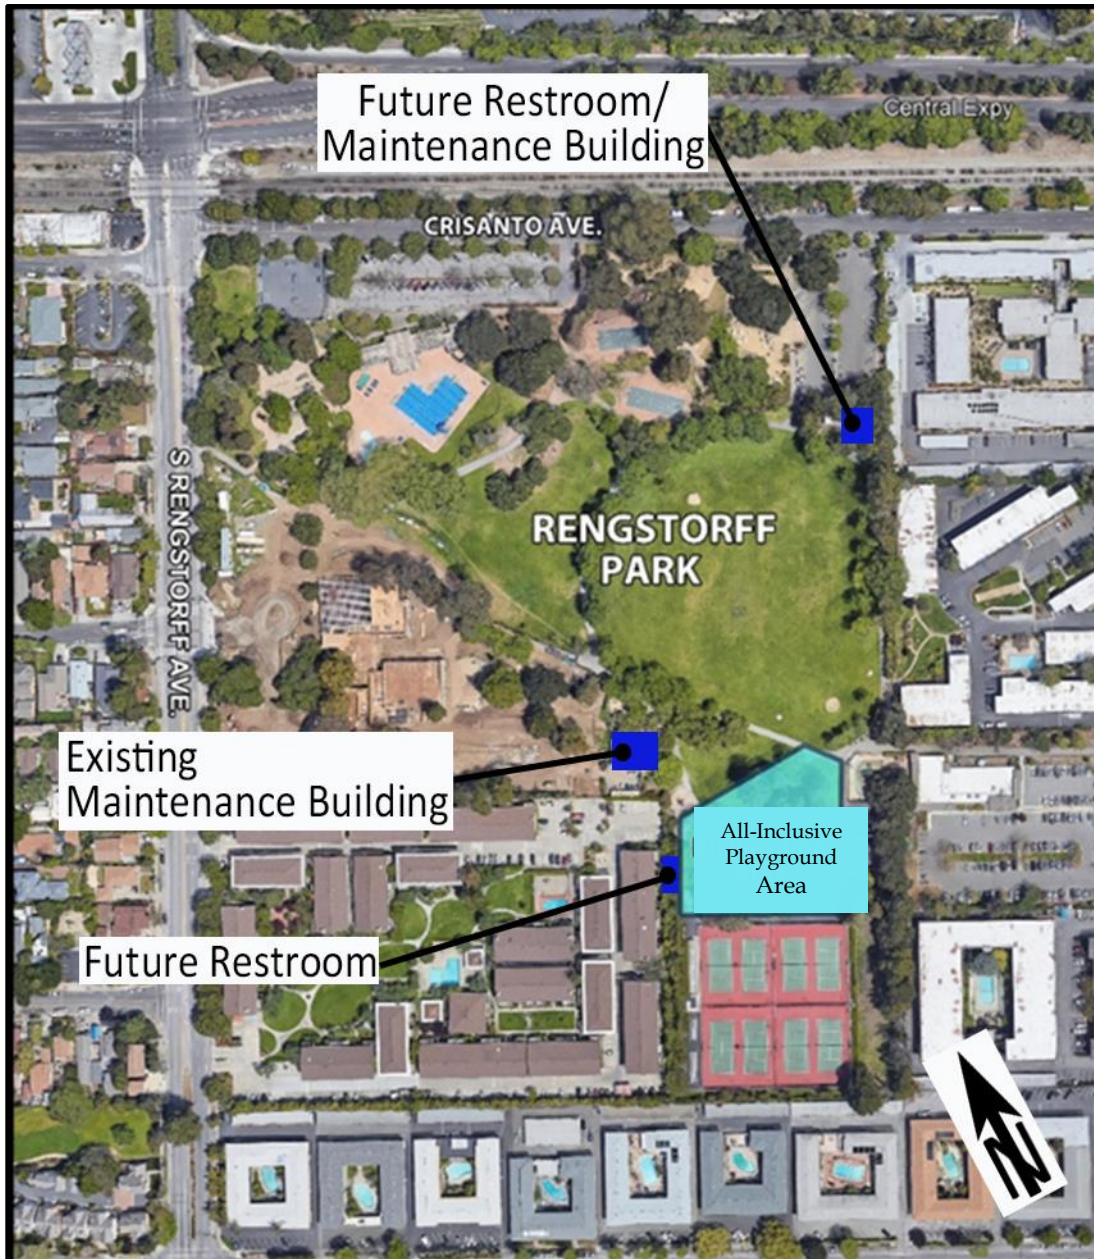 Future Restroom/
Maintenance Building
Central Expy
CRISANTO AVE.
S RENGSTORFF AVE.
RENGSTORFF
PARK
Existing
Maintenance Building
All-Inclusive
Playground
Area
Future Restroom
N